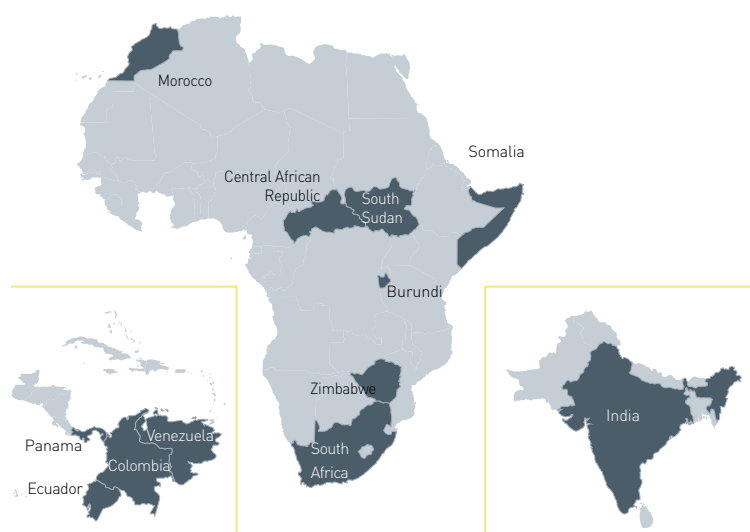 Morocco
Somalia
Central African
Republic
South
Sudan
Burundi
Zimbabwe
South
Africa
Panama
Venezuela
Colombia
Ecuador
India